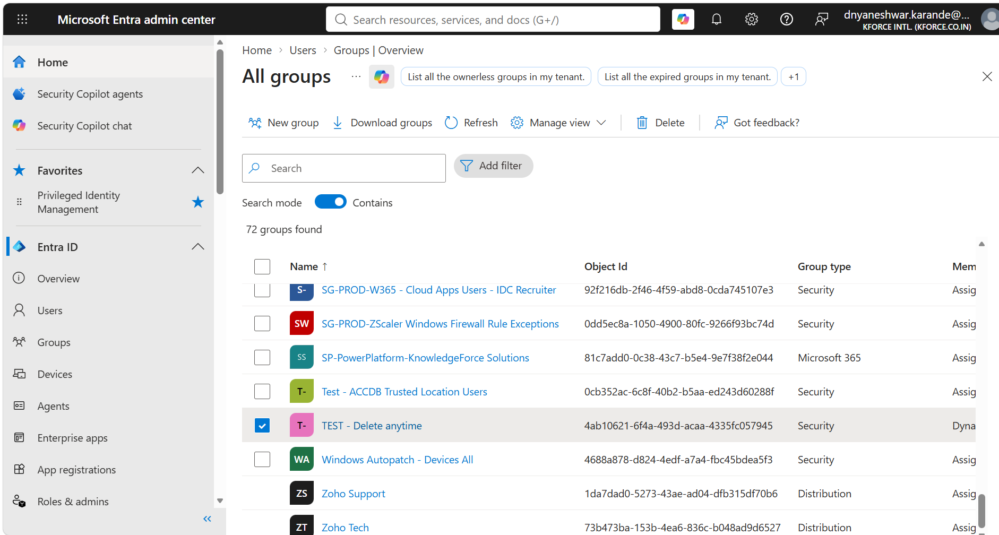 Microsoft Entra admin center
Search resources, services, and docs (G+/)
dnyaneshwar.karande@...
KFORCE INTL. (KFORCE.CO.IN)
Home
Security Copilot agents
Security Copilot chat
Favorites
Privileged Identity
Management
Entra ID
Overview
Users
Groups
Devices
Agents
Enterprise apps
App registrations
Roles & admins
Home > Users > Groups | Overview
All groups ... List all the ownerless groups in my tenant. List all the expired groups in my tenant. +1
New group Download groups Refresh Manage view Delete Got feedback?
Search Add filter
Search mode Contains
72 groups found
Name ↑ Object Id Group type Mem
S- SG-PROD-W365 - Cloud Apps Users - IDC Recruiter 92f216db-2f46-4f59-abd8-0cda745107e3 Security Assig
SW SG-PROD-ZScaler Windows Firewall Rule Exceptions 0dd5ec8a-1050-4900-80fc-9266f93bc74d Security Assig
SS SP-PowerPlatform-KnowledgeForce Solutions 81c7add0-0c38-43c7-b5e4-9e7f38f2e044 Microsoft 365 Assig
T- Test - ACCDB Trusted Location Users 0cb352ac-6c8f-40b2-b5aa-ed243d60288f Security Assig
T- TEST - Delete anytime 4ab10621-6f4a-493d-acaa-4335fc057945 Security Dyna
WA Windows Autopatch - Devices All 4688a878-d824-4edf-a7a4-fbc45bdea5f3 Security Assig
ZS Zoho Support 1da7dad0-5273-43ae-ad04-dfb315df70b6 Distribution Assig
ZT Zoho Tech 73b473ba-153b-4ea6-836c-b048ad9d6527 Distribution Assig